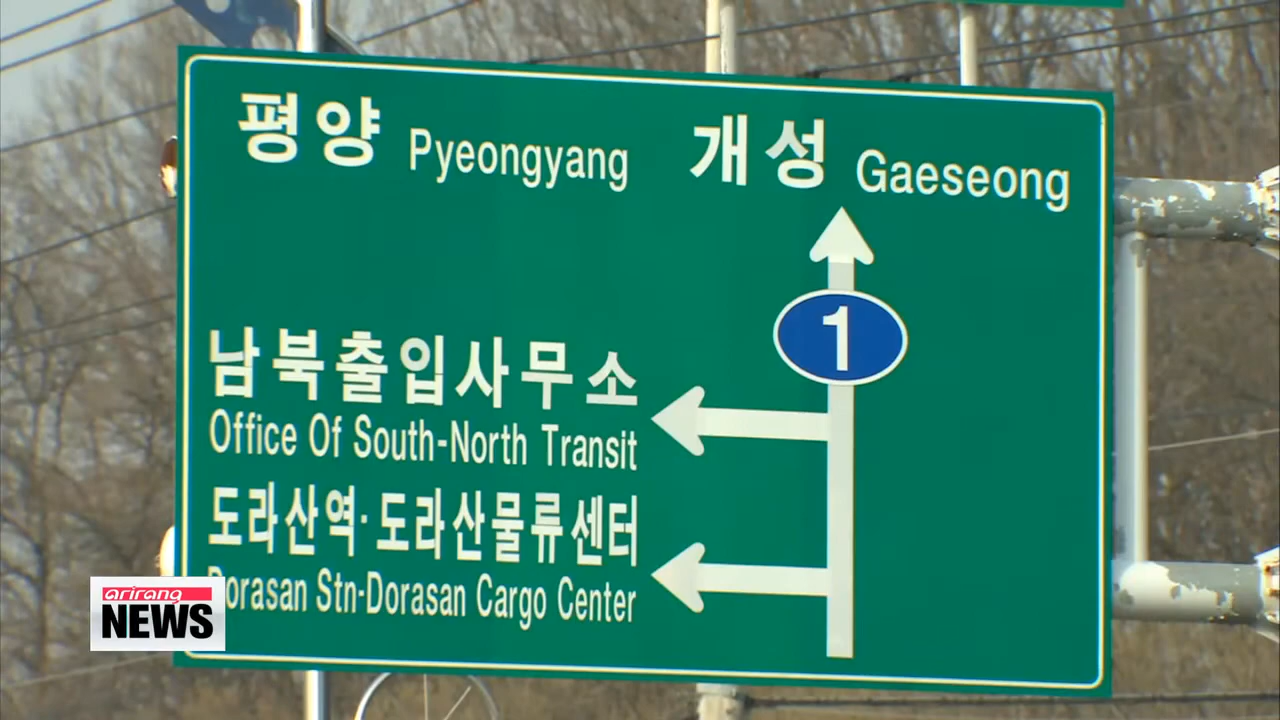 평양 Pyeongyang 개성 Gaeseong
1
남북출입사무소
Office Of South-North Transit
도라산역·도라산물류센터
Dorasan Stn-Dorasan Cargo Center
arirang
NEWS